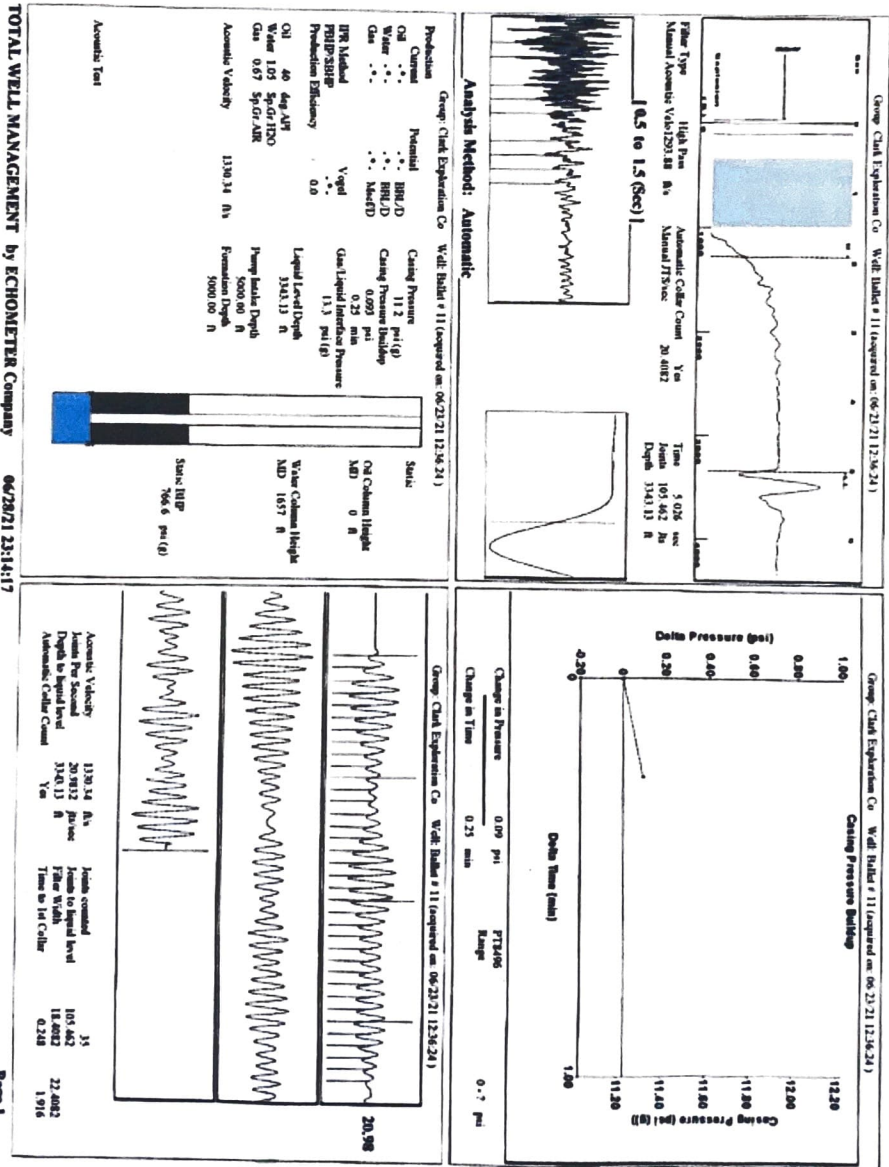 Group: Clark Exploration Co Well: Ballet # 11 (acquired on: 06/23/21 12:36:24 )
Filter Type High Pass Automatic Collar Count Yes Time 5.026 sec
Manual Acoustic Velo 1293.88 ft/s Manual JTS/sec 20.4082 Joints 105.462 Jts
Depth 3343.13 ft
[ 0.5 to 1.5 (Sec) ]
Analysis Method: Automatic
Group: Clark Exploration Co Well: Ballet # 11 (acquired on: 06/23/21 12:36:24 )
Casing Pressure Buildup
Delta Pressure (psi)
1.00
0.80
0.60
0.40
0.20
0
-0.20
0
1.00
Delta Time (min)
12.20
12.00
11.80
11.60
11.40
11.20
Casing Pressure (psi (g))
Change in Pressure 0.09 psi PT8496
Change in Time 0.25 min Range 0 - ? psi
Group: Clark Exploration Co Well: Ballet # 11 (acquired on: 06/23/21 12:36:24 )
Production
Current Potential
Oil - * - - * - BBL/D
Water - * - - * - BBL/D
Gas - * - - * - Mscf/D
IPR Method Vogel
PBHP/SBHP - * -
Production Efficiency 0.0
Oil 40 deg.API
Water 1.05 Sp.Gr.H2O
Gas 0.67 Sp.Gr.AIR
Acoustic Velocity 1330.34 ft/s
Casing Pressure
11.2 psi (g)
Casing Pressure Buildup
0.093 psi
0.25 min
Gas/Liquid Interface Pressure
13.3 psi (g)
Liquid Level Depth
3343.13 ft
Pump Intake Depth
5000.00 ft
Formation Depth
5000.00 ft
Static
Oil Column Height
MD 0 ft
Water Column Height
MD 1657 ft
Static BHP
766.6 psi (g)
Acoustic Test
Group: Clark Exploration Co Well: Ballet # 11 (acquired on: 06/23/21 12:36:24 )
20.98
Acoustic Velocity 1330.34 ft/s Joints counted 35
Joints Per Second 20.9832 jts/sec Joints to liquid level 105.462
Depth to liquid level 3343.13 ft Filter Width 18.4082 22.4082
Automatic Collar Count Yes Time to 1st Collar 0.248 1.916
TOTAL WELL MANAGEMENT by ECHOMETER Company 06/28/21 23:14:17